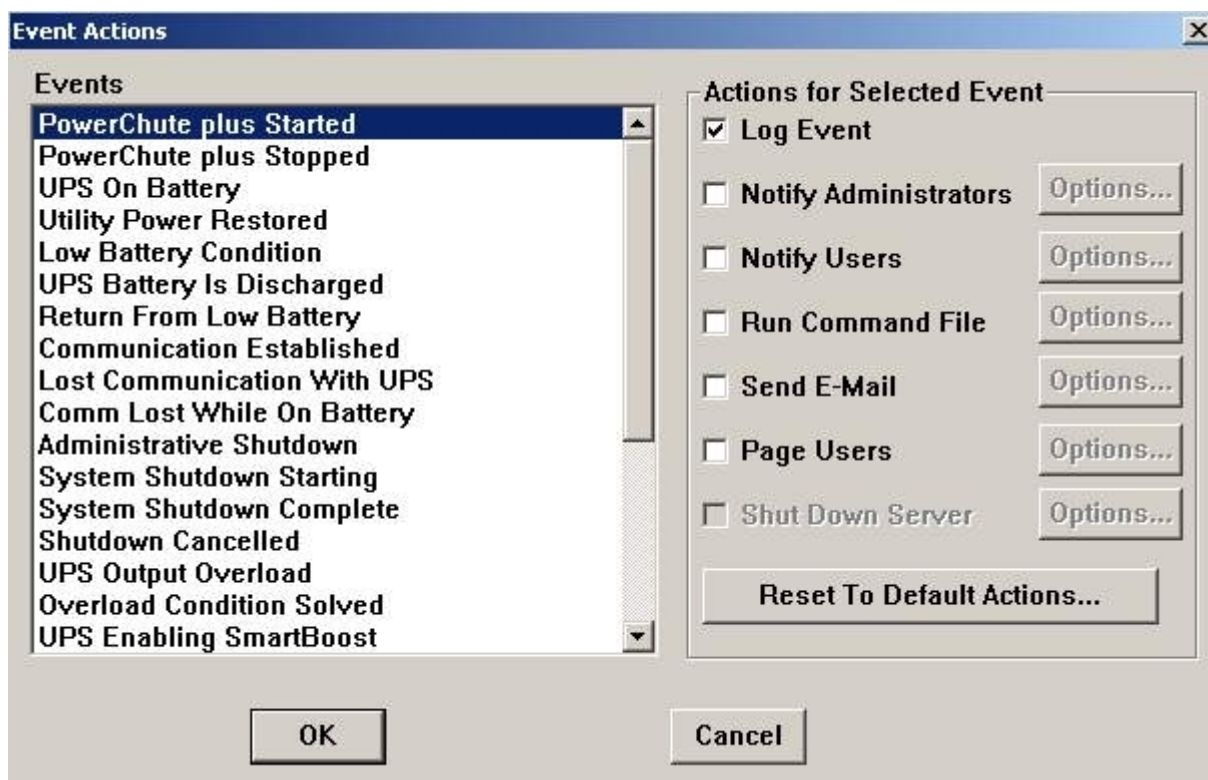 Event Actions
Events
PowerChute plus Started
PowerChute plus Stopped
UPS On Battery
Utility Power Restored
Low Battery Condition
UPS Battery Is Discharged
Return From Low Battery
Communication Established
Lost Communication With UPS
Comm Lost While On Battery
Administrative Shutdown
System Shutdown Starting
System Shutdown Complete
Shutdown Cancelled
UPS Output Overload
Overload Condition Solved
UPS Enabling SmartBoost
Actions for Selected Event
Log Event
Notify Administrators Options...
Notify Users Options...
Run Command File Options...
Send E-Mail Options...
Page Users Options...
Shut Down Server Options...
Reset To Default Actions...
OK
Cancel